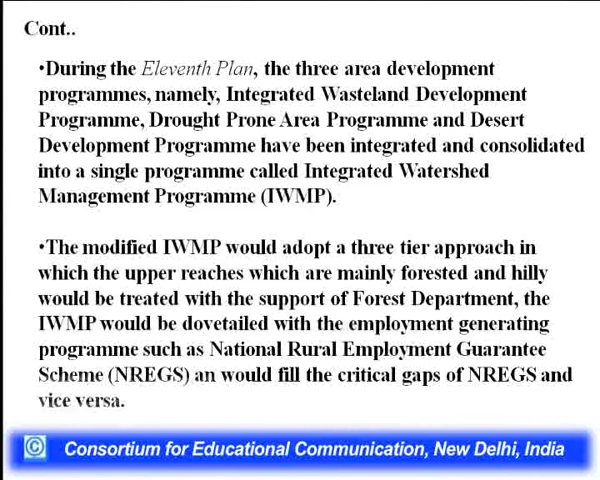 Cont..
•During the Eleventh Plan, the three area development
programmes, namely, Integrated Wasteland Development
Programme, Drought Prone Area Programme and Desert
Development Programme have been integrated and consolidated
into a single programme called Integrated Watershed
Management Programme (IWMP).
•The modified IWMP would adopt a three tier approach in
which the upper reaches which are mainly forested and hilly
would be treated with the support of Forest Department, the
IWMP would be dovetailed with the employment generating
programme such as National Rural Employment Guarantee
Scheme (NREGS) an would fill the critical gaps of NREGS and
vice versa.
© Consortium for Educational Communication, New Delhi, India